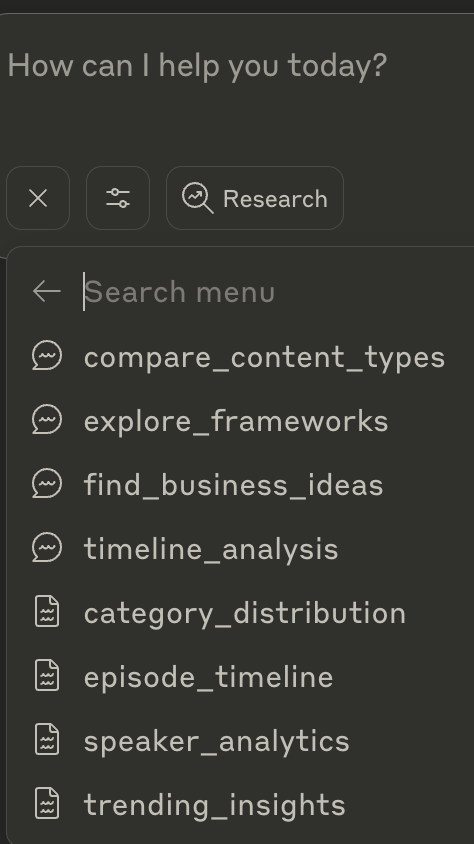 How can I help you today?
Research
Search menu
compare_content_types
explore_frameworks
find_business_ideas
timeline_analysis
category_distribution
episode_timeline
speaker_analytics
trending_insights